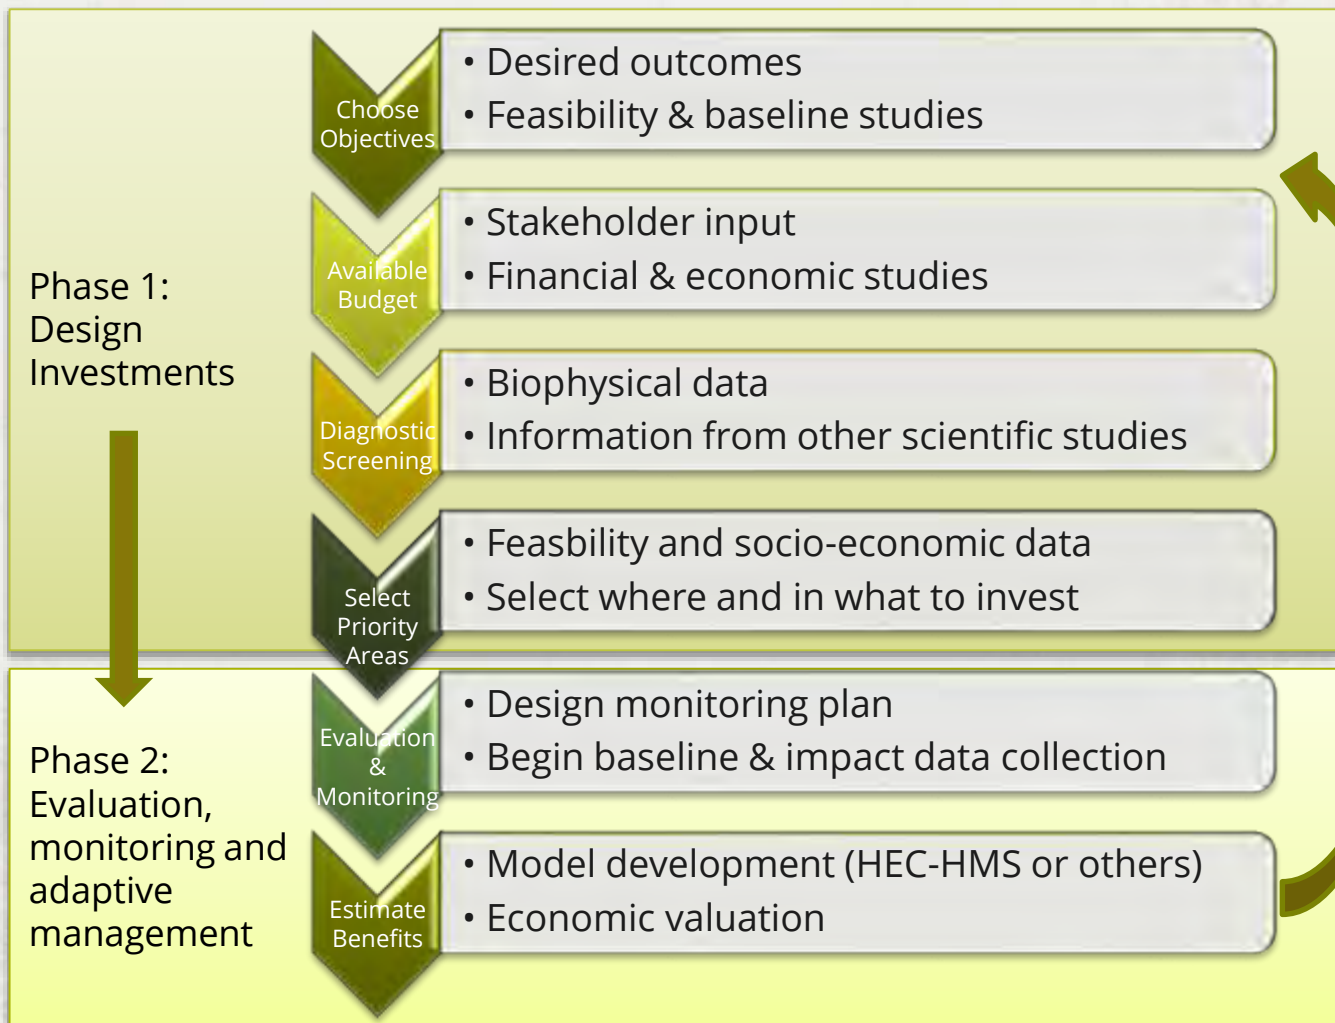 Phase 1:
Design
Investments
Choose
Objectives
• Desired outcomes
• Feasibility & baseline studies
Available
Budget
• Stakeholder input
• Financial & economic studies
Diagnostic
Screening
• Biophysical data
• Information from other scientific studies
Select
Priority
Areas
• Feasbility and socio-economic data
• Select where and in what to invest
Phase 2:
Evaluation,
monitoring and
adaptive
management
Evaluation
&
Monitoring
• Design monitoring plan
• Begin baseline & impact data collection
Estimate
Benefits
• Model development (HEC-HMS or others)
• Economic valuation